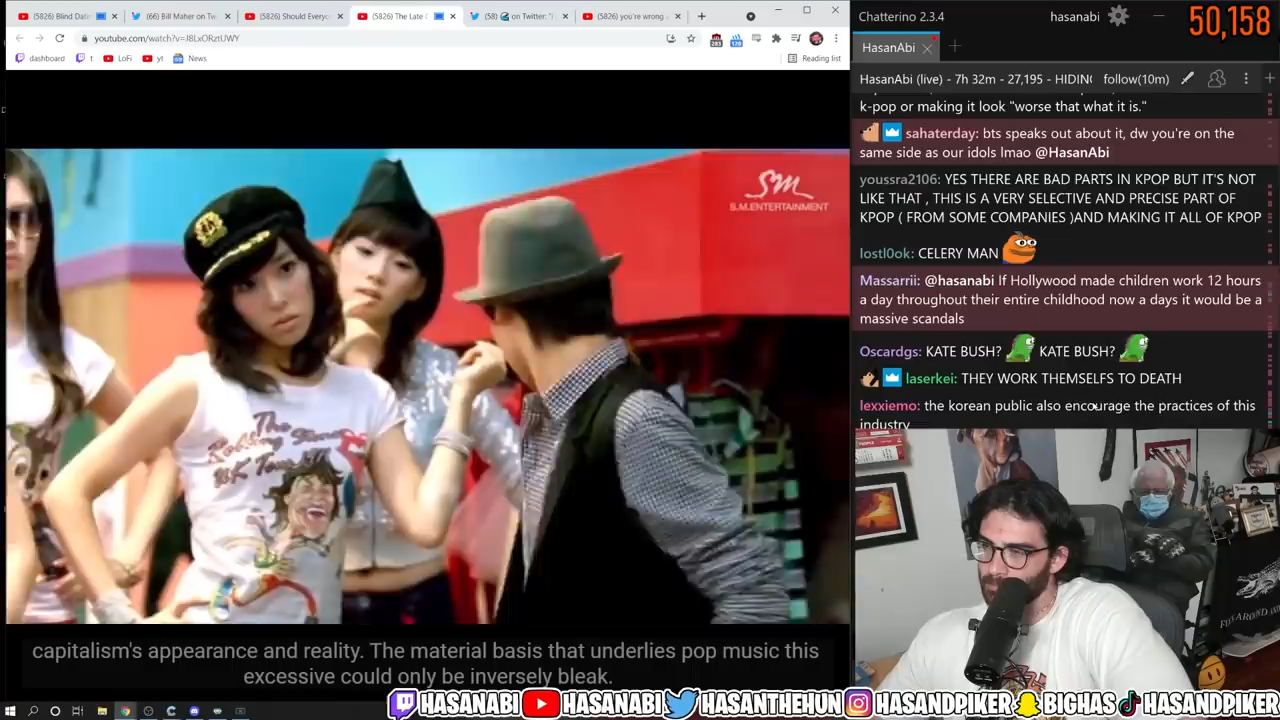 (5826) Blind Dati
(66) Bill Maher on Tw
(5826) Should Everyo
(5826) The Late
(58) on Twitter: "
(5826) you're wrong
youtube.com/watch?v=J8LxORztUWY
dashboard
t
LoFi
yt
News
Reading list
SM
S.M.ENTERTAINMENT
The
Rolling Stones
UK Tour
capitalism's appearance and reality. The material basis that underlies pop music this
excessive could only be inversely bleak.
Chatterino 2.3.4
hasanabi
50,158
HasanAbi
HasanAbi (live) - 7h 32m - 27,195 - HIDIN
follow(10m)
k-pop or making it look "worse that what it is."
sahaterday: bts speaks out about it, dw you're on the
same side as our idols lmao @HasanAbi
youssra2106: YES THERE ARE BAD PARTS IN KPOP BUT IT'S NOT
LIKE THAT , THIS IS A VERY SELECTIVE AND PRECISE PART OF
KPOP ( FROM SOME COMPANIES )AND MAKING IT ALL OF KPOP
lostl0ok: CELERY MAN
Massarrii: @hasanabi If Hollywood made children work 12 hours
a day throughout their entire childhood now a days it would be a
massive scandals
Oscardgs: KATE BUSH? KATE BUSH?
laserkei: THEY WORK THEMSELFS TO DEATH
lexxiemo: the korean public also encourage the practices of this
industry
HASANABI
HASANABI
HASANTHEHUN
HASANDPIKER
BIGHAS
HASANDPIKER